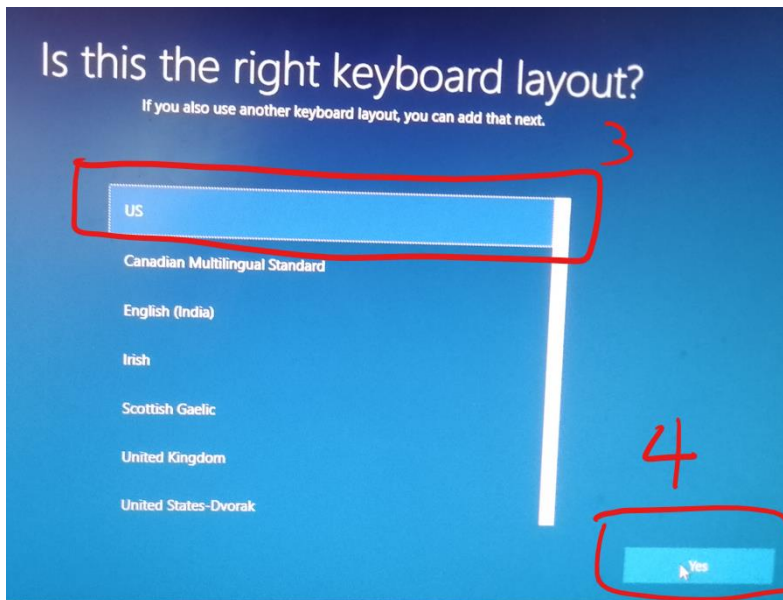 Is this the right keyboard layout?
If you also use another keyboard layout, you can add that next.
3
US
Canadian Multilingual Standard
English (India)
Irish
Scottish Gaelic
United Kingdom
United States-Dvorak
4
Yes